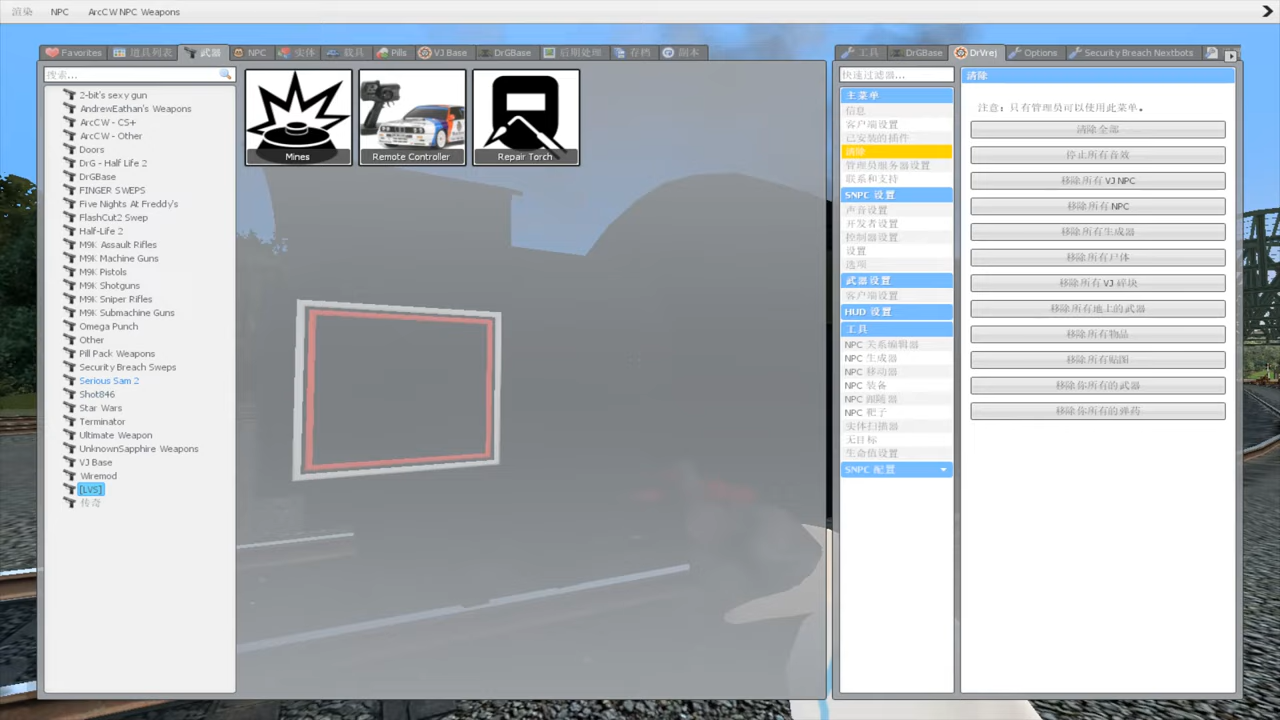 渲染 NPC ArcCW NPC Weapons
Favorites 道具列表 武器 NPC 实体 载具 Pills VJ Base DrGBase 后期处理 存档 副本
搜索...
2-bit's sexy gun
AndrewEathan's Weapons
ArcCW - CS+
ArcCW - Other
Doors
DrG - Half Life 2
DrGBase
FINGER SWEPS
Five Nights At Freddy's
FlashCut2 Swep
Half-Life 2
M9K Assault Rifles
M9K Machine Guns
M9K Pistols
M9K Shotguns
M9K Sniper Rifles
M9K Submachine Guns
Omega Punch
Other
Pill Pack Weapons
Security Breach Sweps
Serious Sam 2
Shot846
Star Wars
Terminator
Ultimate Weapon
UnknownSapphire Weapons
VJ Base
Wiremod
[LVS]
传奇
Mines
Remote Controller
Repair Torch
工具 DrGBase DrVrej Options Security Breach Nextbots
快速过滤器...
主菜单
信息
客户端设置
已安装的插件
清除
管理员服务器设置
联系和支持
SNPC 设置
声音设置
开发者设置
控制器设置
设置
选项
武器设置
客户端设置
HUD 设置
工具
NPC 关系编辑器
NPC 生成器
NPC 移动器
NPC 装备
NPC 跟随器
NPC 靶子
实体扫描器
无目标
生命值设置
SNPC 配置
清除
注意：只有管理员可以使用此菜单。
清除全部
停止所有音效
移除所有 VJ NPC
移除所有 NPC
移除所有生成器
移除所有尸体
移除所有 VJ 碎块
移除所有地上的武器
移除所有物品
移除所有贴图
移除你所有的武器
移除你所有的弹药